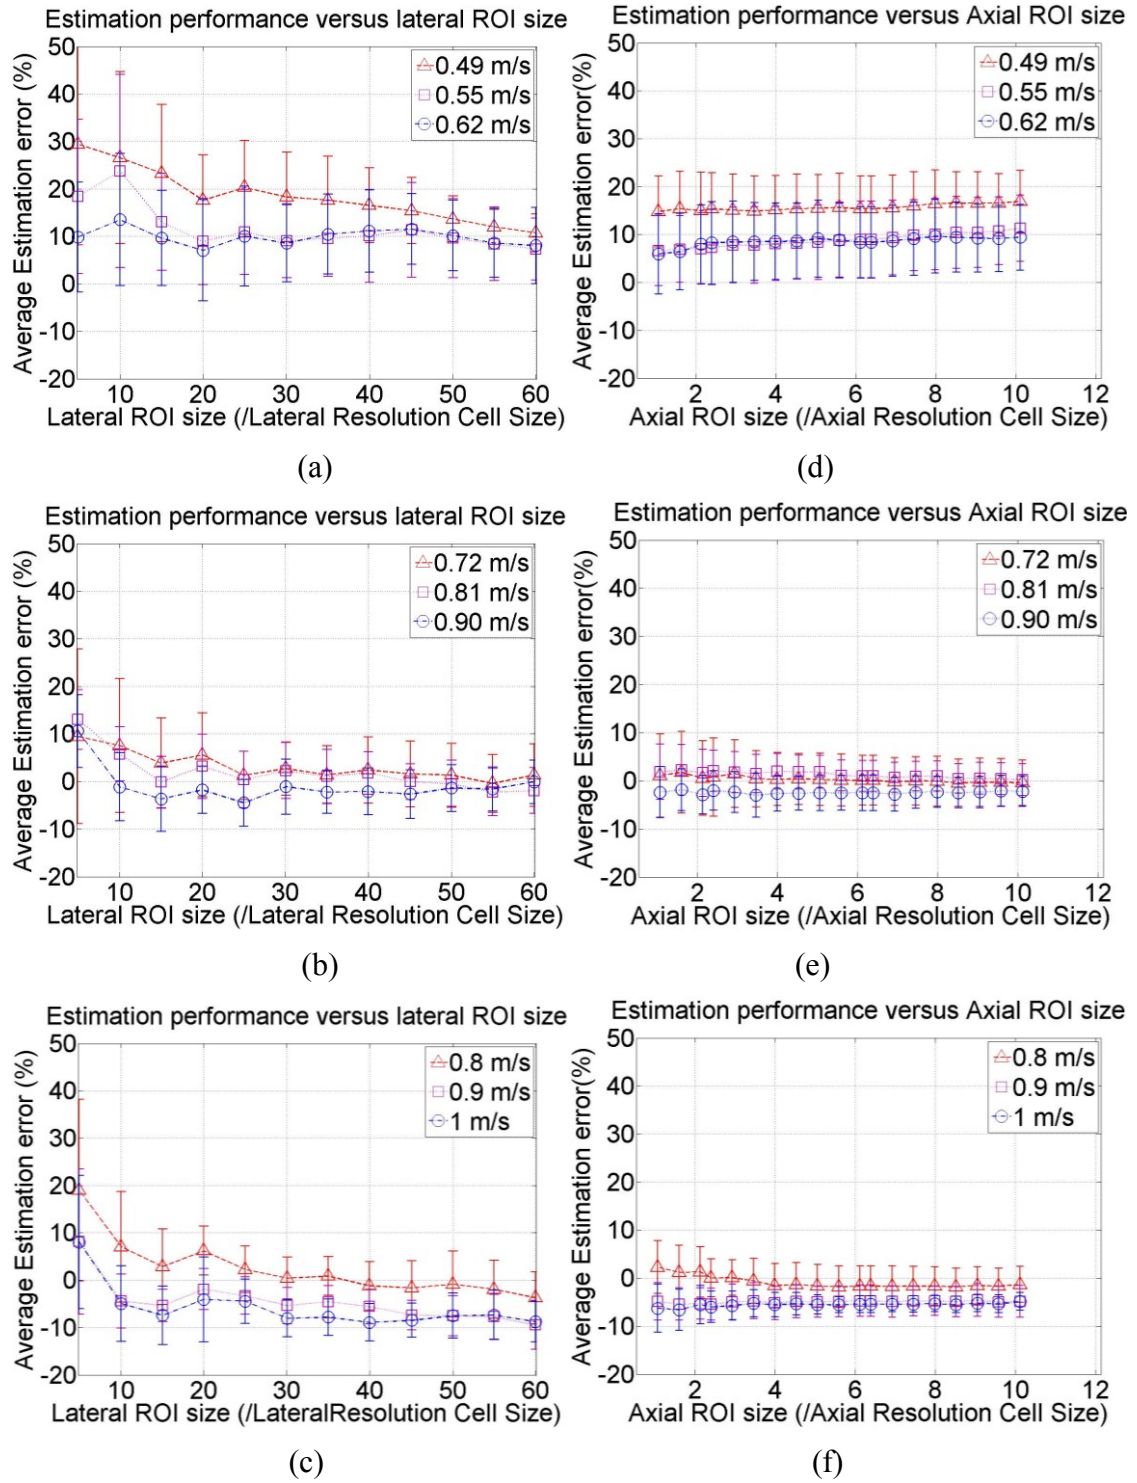 Estimation performance versus lateral ROI size
Average Estimation error (%)
50
40
30
20
10
0
-10
-20
0.49 m/s
0.55 m/s
0.62 m/s
10 20 30 40 50 60
Lateral ROI size (/Lateral Resolution Cell Size)
(a)
Estimation performance versus Axial ROI size
Average Estimation error(%)
50
40
30
20
10
0
-10
-20
0.49 m/s
0.55 m/s
0.62 m/s
2 4 6 8 10 12
Axial ROI size (/Axial Resolution Cell Size)
(d)
Estimation performance versus lateral ROI size
Average Estimation error (%)
50
40
30
20
10
0
-10
-20
0.72 m/s
0.81 m/s
0.90 m/s
10 20 30 40 50 60
Lateral ROI size (/Lateral Resolution Cell Size)
(b)
Estimation performance versus Axial ROI size
Average Estimation error(%)
50
40
30
20
10
0
-10
-20
0.72 m/s
0.81 m/s
0.90 m/s
2 4 6 8 10 12
Axial ROI size (/Axial Resolution Cell Size)
(e)
Estimation performance versus lateral ROI size
Average Estimation error (%)
50
40
30
20
10
0
-10
-20
0.8 m/s
0.9 m/s
1 m/s
10 20 30 40 50 60
Lateral ROI size (/LateralResolution Cell Size)
(c)
Estimation performance versus Axial ROI size
Average Estimation error(%)
50
40
30
20
10
0
-10
-20
0.8 m/s
0.9 m/s
1 m/s
2 4 6 8 10 12
Axial ROI size (/Axial Resolution Cell Size)
(f)